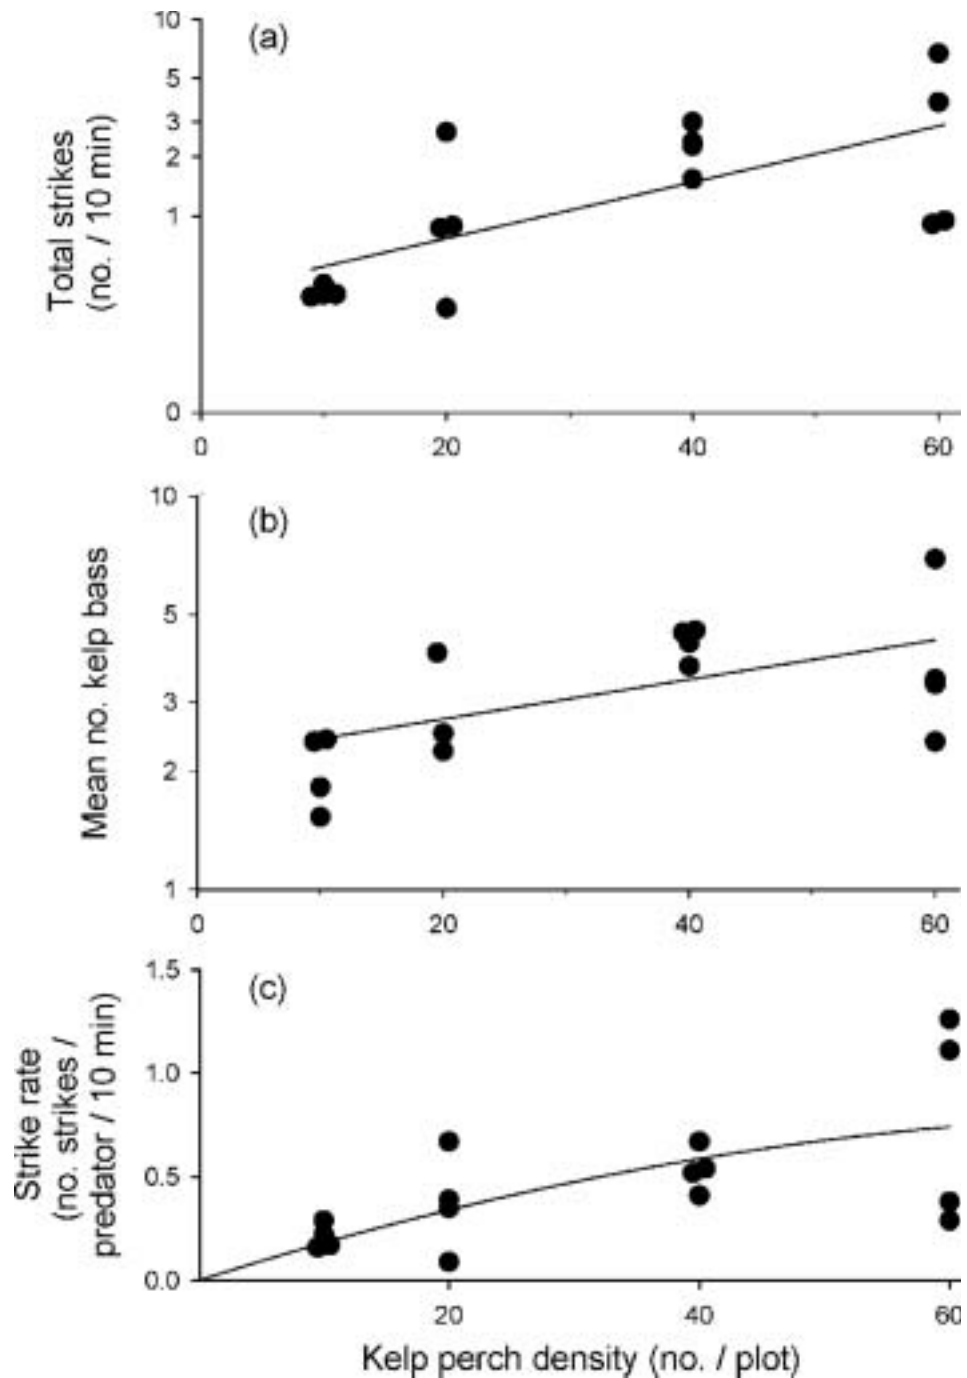 (a)
Total strikes
(no. / 10 min)
10
5
3
2
1
0
0
20
40
60
(b)
Mean no. kelp bass
10
5
3
2
1
0
20
40
60
(c)
Strike rate
(no. strikes /
predator / 10 min)
1.5
1.0
0.5
0.0
20
40
60
Kelp perch density (no. / plot)